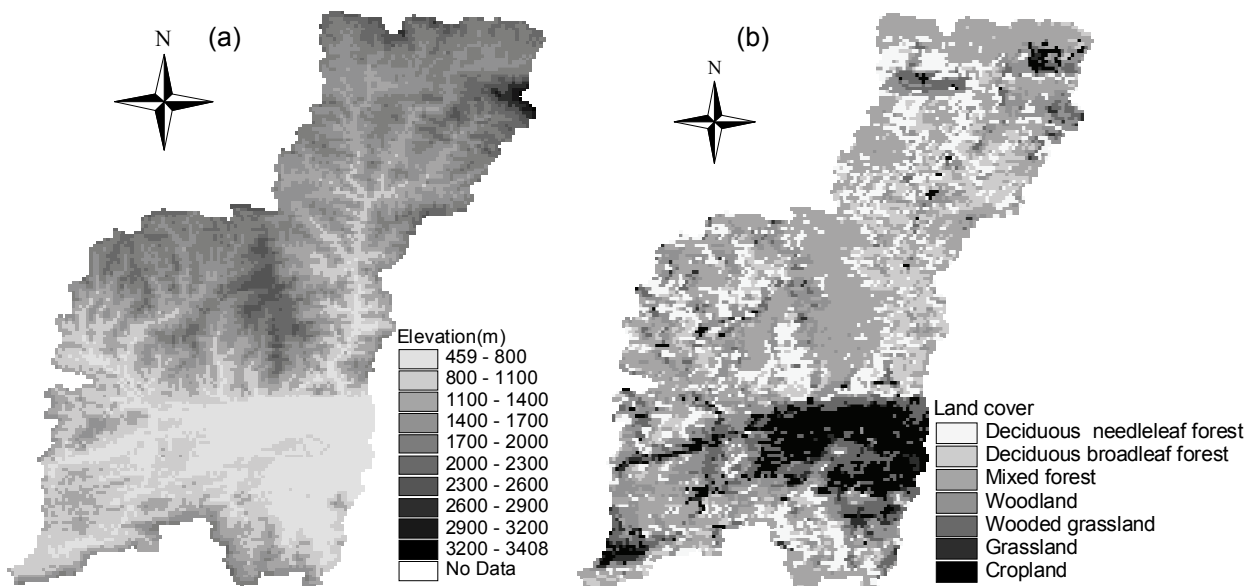 N
(a)
Elevation(m)
459 - 800
800 - 1100
1100 - 1400
1400 - 1700
1700 - 2000
2000 - 2300
2300 - 2600
2600 - 2900
2900 - 3200
3200 - 3408
No Data
(b)
N
Land cover
Deciduous needleleaf forest
Deciduous broadleaf forest
Mixed forest
Woodland
Wooded grassland
Grassland
Cropland